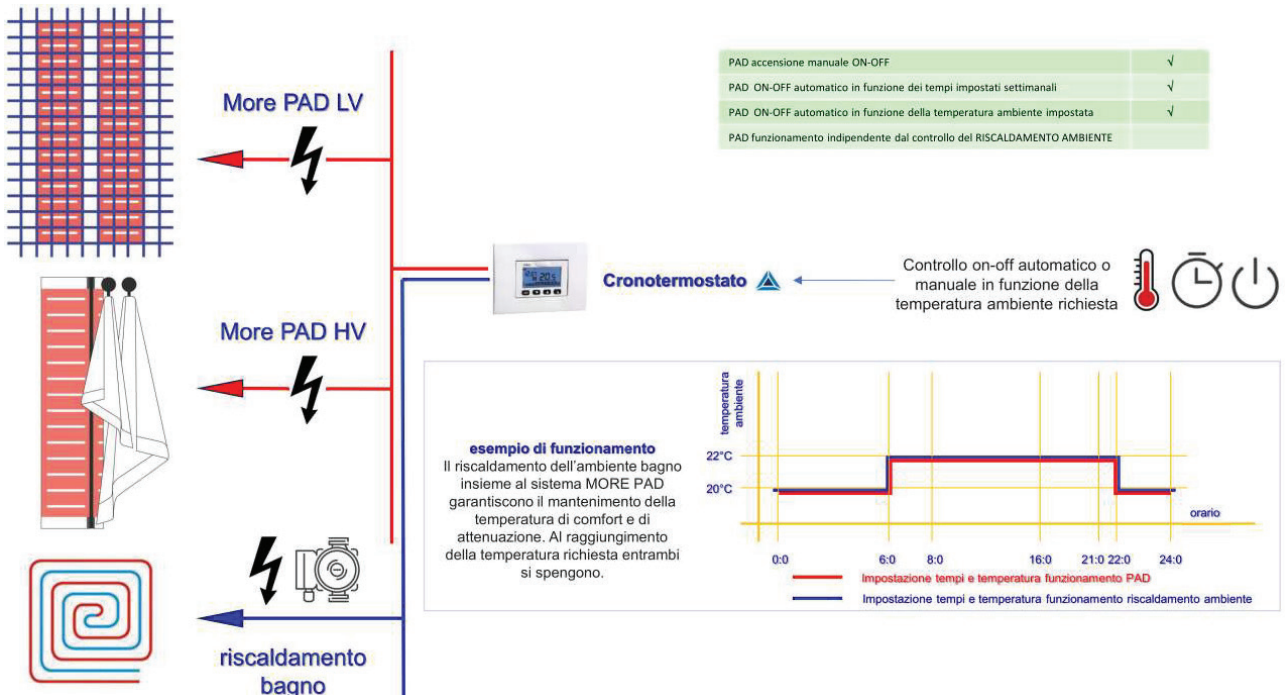 More PAD LV
PAD accensione manuale ON-OFF √
PAD ON-OFF automatico in funzione dei tempi impostati settimanali √
PAD ON-OFF automatico in funzione della temperatura ambiente impostata √
PAD funzionamento indipendente dal controllo del RISCALDAMENTO AMBIENTE
Cronotermostato
Controllo on-off automatico o
manuale in funzione della
temperatura ambiente richiesta
More PAD HV
esempio di funzionamento
Il riscaldamento dell'ambiente bagno
insieme al sistema MORE PAD
garantiscono il mantenimento della
temperatura di comfort e di
attenuazione. Al raggiungimento
della temperatura richiesta entrambi
si spengono.
temperatura
ambiente
22°C
20°C
orario
0:0 6:0 8:0 16:0 21:0 22:0 24:0
Impostazione tempi e temperatura funzionamento PAD
Impostazione tempi e temperatura funzionamento riscaldamento ambiente
riscaldamento
bagno